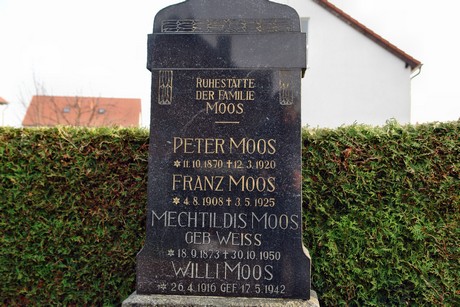 RUHESTÄTTE
DER FAMILIE
MOOS
PETER MOOS
* 11.10.1870 † 12.3.1920
FRANZ MOOS
* 4.8.1908 † 3.5.1925
MECHTILDIS MOOS
GEB WEISS
* 18.9.1873 † 30.10.1950
WILLI MOOS
* 26.4.1916 GEF. 17.5.1942